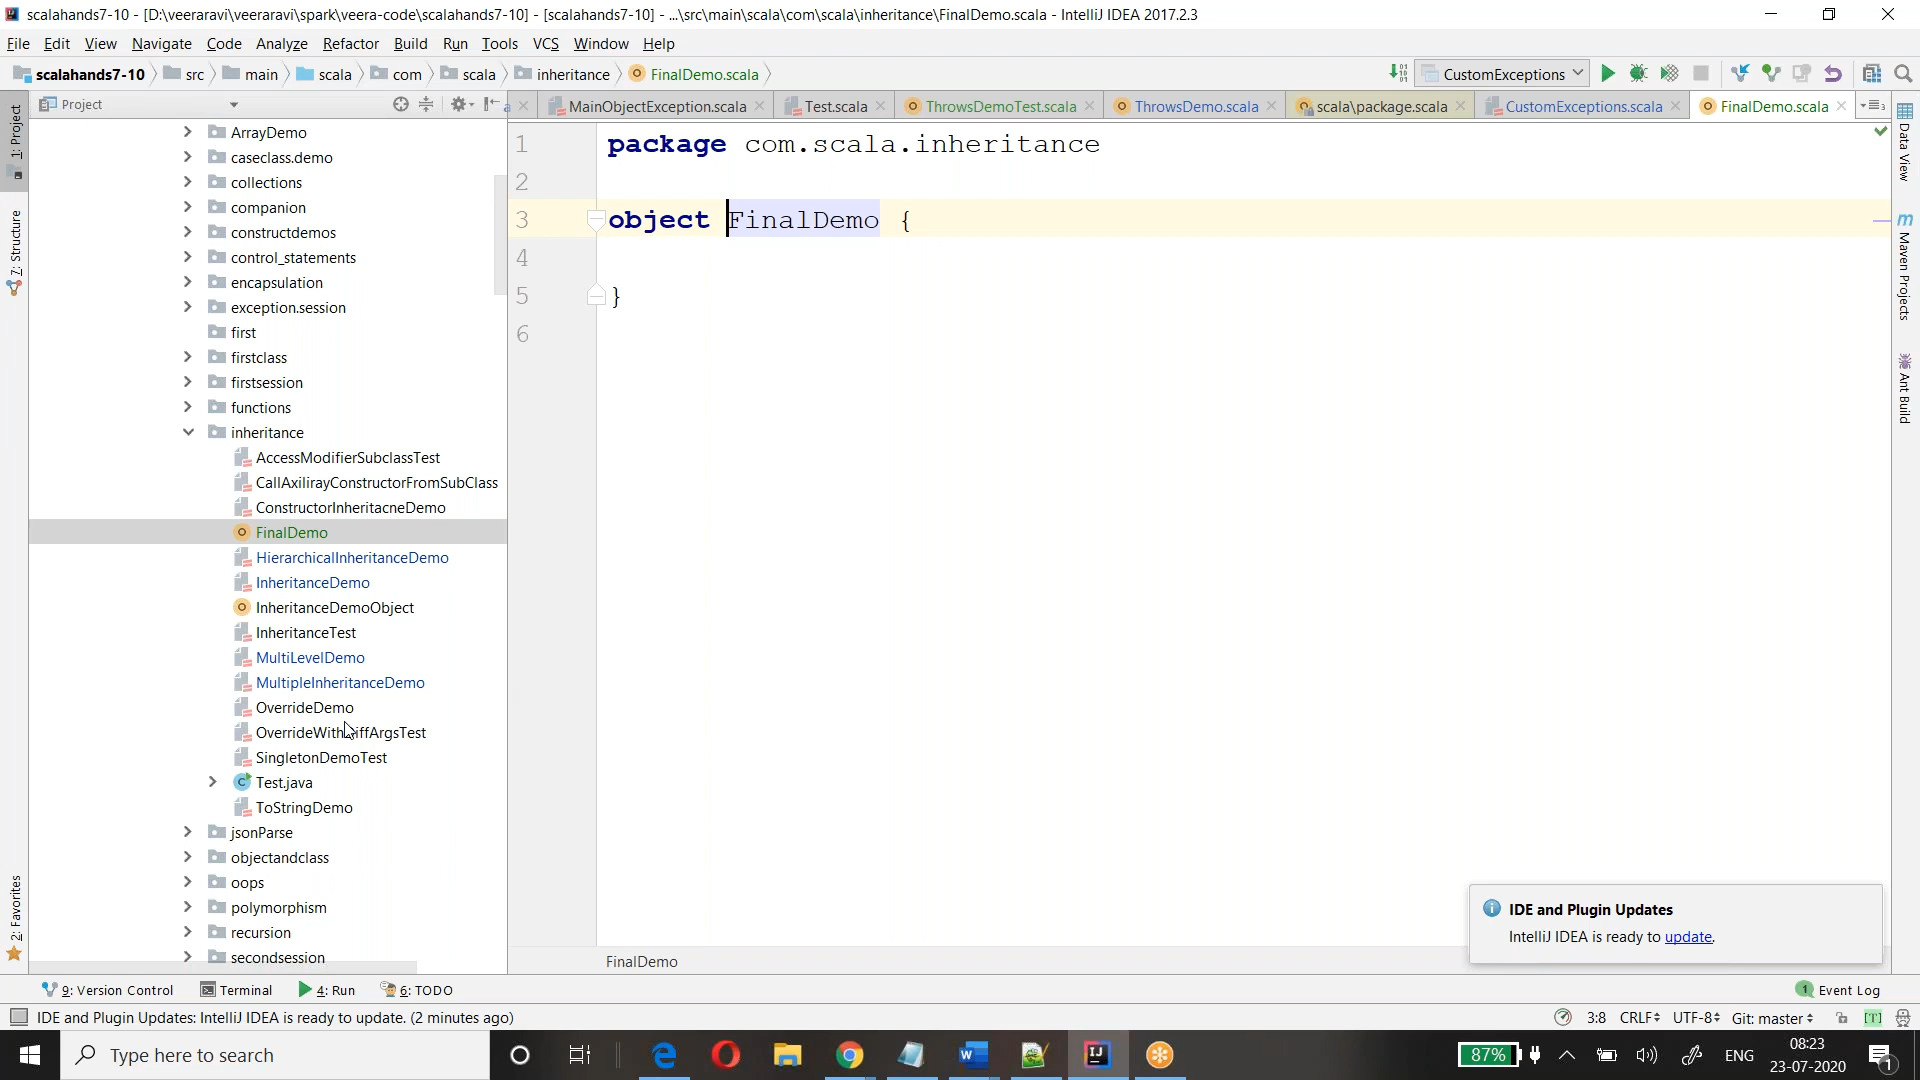 scalahands7-10 - [D:\veeraravi\veeraravi\spark\veera-code\scalahands7-10] - [scalahands7-10] - ...\src\main\scala\com\scala\inheritance\FinalDemo.scala - IntelliJ IDEA 2017.2.3
File Edit View Navigate Code Analyze Refactor Build Run Tools VCS Window Help
scalahands7-10 src main scala com scala inheritance FinalDemo.scala CustomExceptions
Project
a MainObjectException.scala Test.scala ThrowsDemoTest.scala ThrowsDemo.scala scala\package.scala CustomExceptions.scala FinalDemo.scala
1: Project
7: Structure
2: Favorites
ArrayDemo
caseclass.demo
collections
companion
constructdemos
control_statements
encapsulation
exception.session
first
firstclass
firstsession
functions
inheritance
AccessModifierSubclassTest
CallAxilirayConstructorFromSubClass
ConstructorInheritacneDemo
FinalDemo
HierarchicalInheritanceDemo
InheritanceDemo
InheritanceDemoObject
InheritanceTest
MultiLevelDemo
MultipleInheritanceDemo
OverrideDemo
OverrideWithDiffArgsTest
SingletonDemoTest
Test.java
ToStringDemo
jsonParse
objectandclass
oops
polymorphism
recursion
secondsession
1 package com.scala.inheritance
2
3 object FinalDemo {
4
5 }
6
Data View
Maven Projects
Ant Build
IDE and Plugin Updates
IntelliJ IDEA is ready to update.
FinalDemo
9: Version Control Terminal 4: Run 6: TODO 1 Event Log
IDE and Plugin Updates: IntelliJ IDEA is ready to update. (2 minutes ago) 3:8 CRLF UTF-8 Git: master [T]
Type here to search
87% ENG 08:23
23-07-2020
1